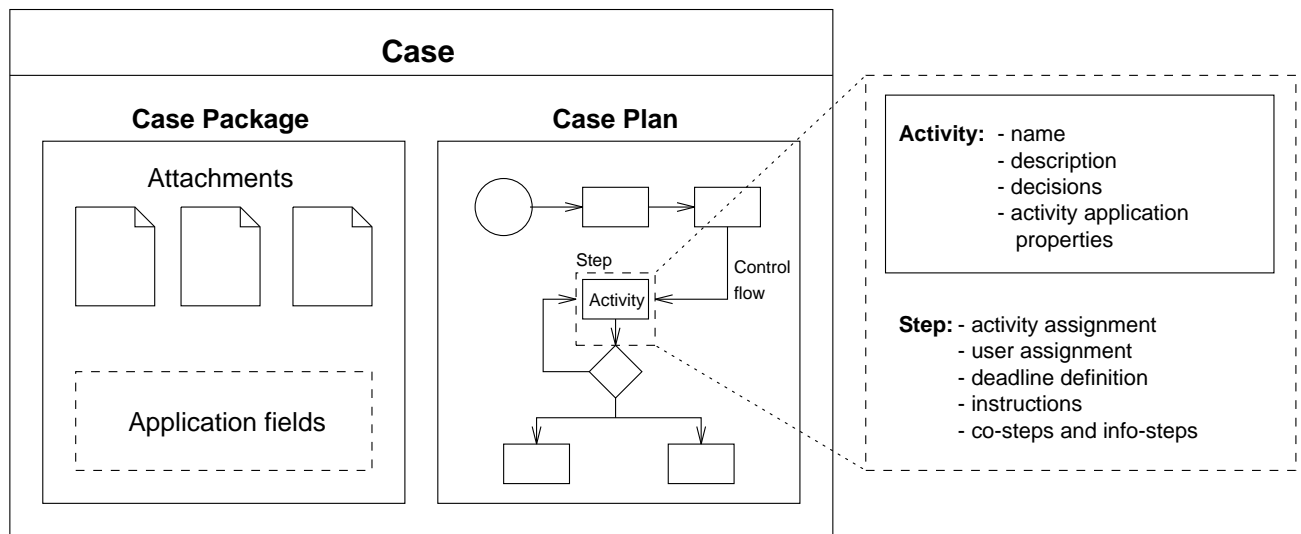 Case
Case Package
Attachments
Application fields
Case Plan
Step
Activity
Control
flow
Activity: - name
- description
- decisions
- activity application
properties
Step: - activity assignment
- user assignment
- deadline definition
- instructions
- co-steps and info-steps